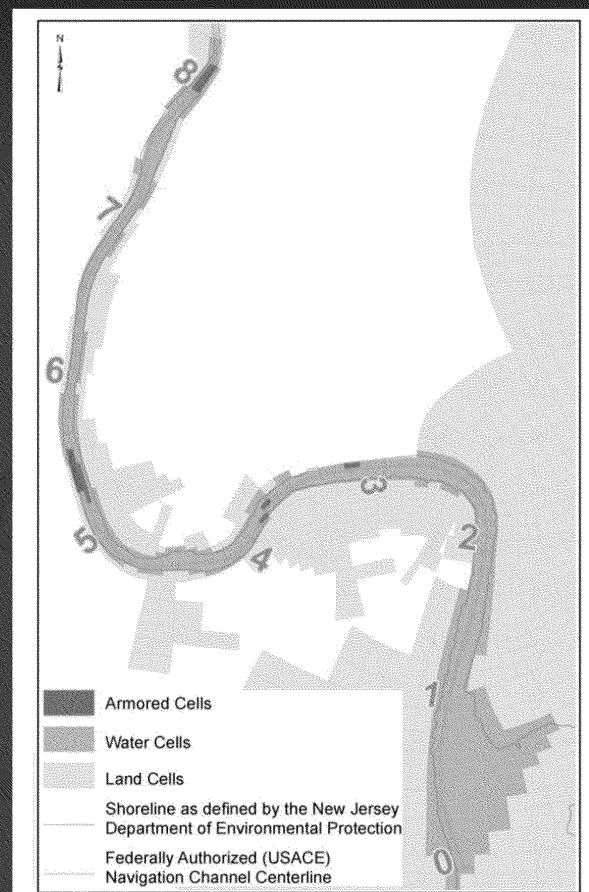 N
8
7
6
5
4
3
2
1
0
Armored Cells
Water Cells
Land Cells
Shoreline as defined by the New Jersey
Department of Environmental Protection
Federally Authorized (USACE)
Navigation Channel Centerline